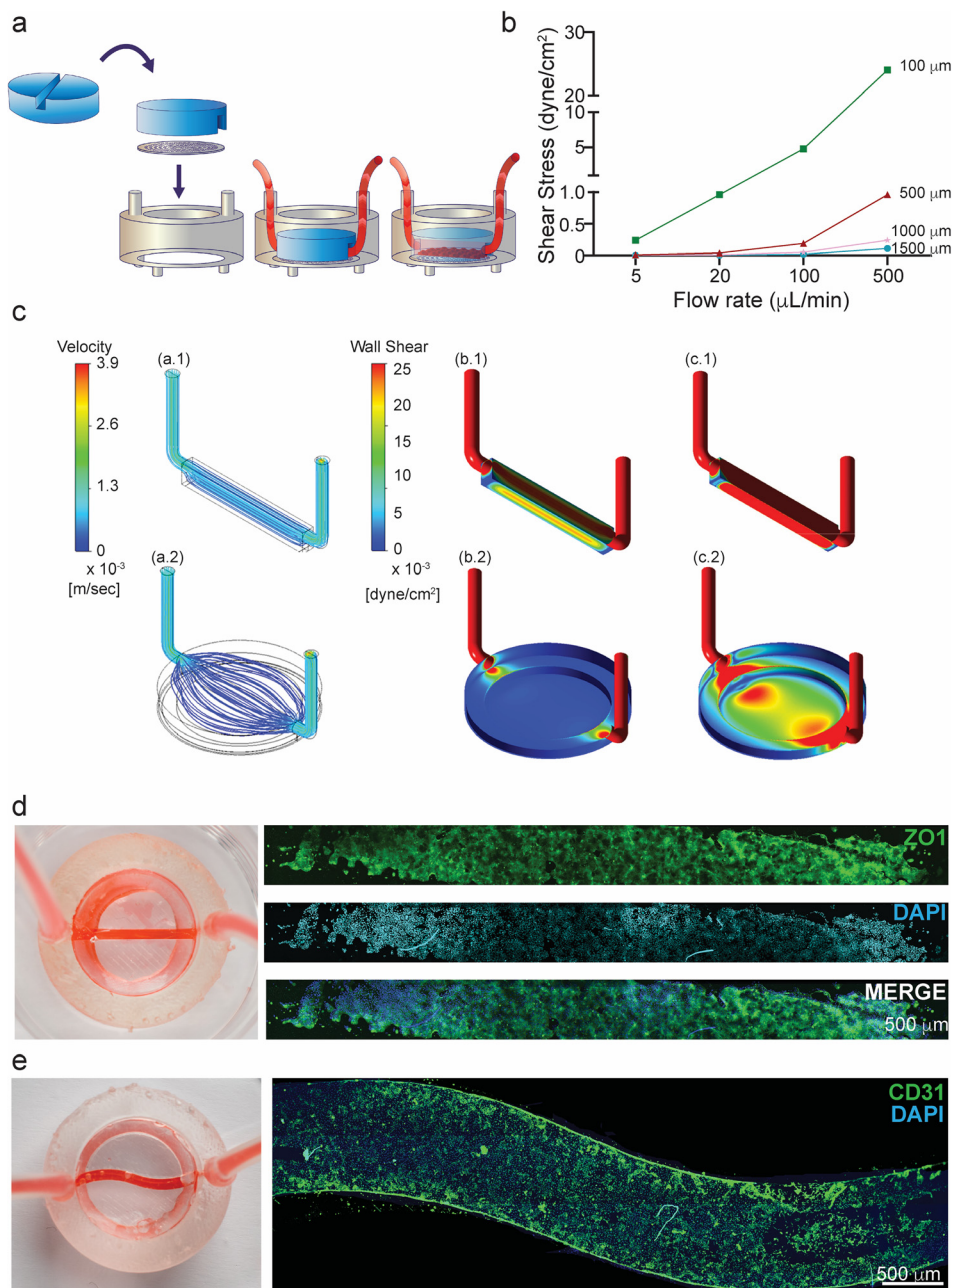 a
b
Shear Stress (dyne/cm²)
30
20
10
5
1.0
0.5
0
100 μm
500 μm
1000 μm
1500 μm
5
20
100
500
Flow rate (μL/min)
c
Velocity
3.9
2.6
1.3
0
x 10⁻³
[m/sec]
(a.1)
(a.2)
Wall Shear
25
20
15
10
5
0
x 10⁻³
[dyne/cm²]
(b.1)
(b.2)
(c.1)
(c.2)
d
ZO1
DAPI
MERGE
500 μm
e
CD31
DAPI
500 μm